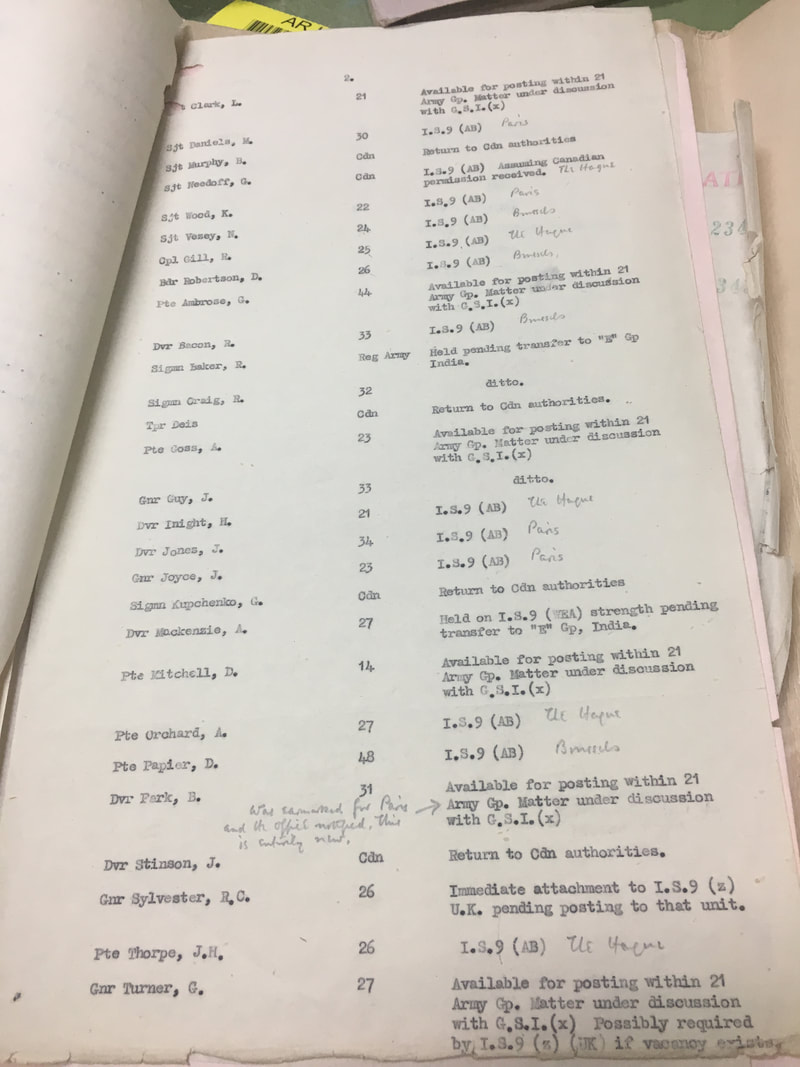 AR
2.
t Clark, L. 21 Available for posting within 21
Army Gp. Matter under discussion
with G.S.I.(x)
Sjt Daniels, M. 30 I.S.9 (AB) Paris
Sjt Murphy, B. Cdn Return to Cdn authorities
Sjt Needoff, G. Cdn I.S.9 (AB) Assuming Canadian
permission received. The Hague
Sjt Wood, K. 22 I.S.9 (AB) Paris
Sjt Vesey, N. 24 I.S.9 (AB) Brussels
Cpl Gill, R. 25 I.S.9 (AB) The Hague
Bdr Robertson, D. 26 I.S.9 (AB) Brussels.
Pte Ambrose, G. 44 Available for posting within 21
Army Gp. Matter under discussion
with G.S.I.(x)
Dvr Bacon, R. 33 I.S.9 (AB) Brussels
Sigmn Baker, R. Reg Army Held pending transfer to "E" Gp
India.
Sigmn Craig, R. 32 ditto.
Tpr Deis Cdn Return to Cdn authorities.
Pte Goss, A. 23 Available for posting within 21
Army Gp. Matter under discussion
with G.S.I.(x)
Gnr Guy, J. 33 ditto.
Dvr Inight, H. 21 I.S.9 (AB) The Hague
Dvr Jones, J. 34 I.S.9 (AB) Paris
Gnr Joyce, J. 23 I.S.9 (AB) Paris
Sigmn Kupchenko, G. Cdn Return to Cdn authorities
Dvr Mackenzie, A. 27 Held on I.S.9 (WEA) strength pending
transfer to "E" Gp, India.
Pte Mitchell, D. 14 Available for posting within 21
Army Gp. Matter under discussion
with G.S.I.(x)
Pte Orchard, A. 27 I.S.9 (AB) The Hague
Pte Papier, D. 48 I.S.9 (AB) Brussels
Dvr Park, B. 31 Available for posting within 21
Army Gp. Matter under discussion
with G.S.I.(x)
Was earmarked for Paris
and the office notified. This
is entirely new.
Dvr Stinson, J. Cdn Return to Cdn authorities.
Gnr Sylvester, R.C. 26 Immediate attachment to I.S.9 (z)
U.K. pending posting to that unit.
Pte Thorpe, J.H. 26 I.S.9 (AB) The Hague
Gnr Turner, G. 27 Available for posting within 21
Army Gp. Matter under discussion
with G.S.I.(x) Possibly required
by I.S.9 (z) (UK) if vacancy exists.
234